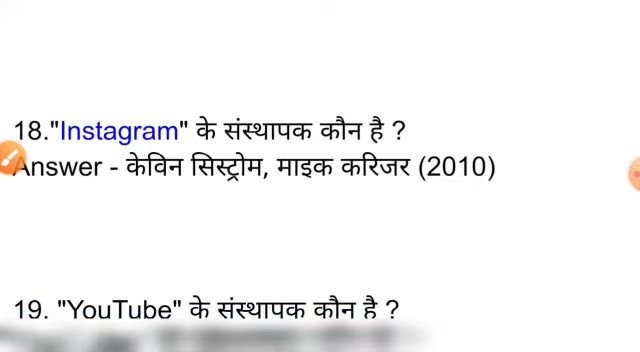 18."Instagram" के संस्थापक कौन है ?
Answer - केविन सिस्ट्रोम, माइक करिजर (2010)
19. "YouTube" के संस्थापक कौन है ?